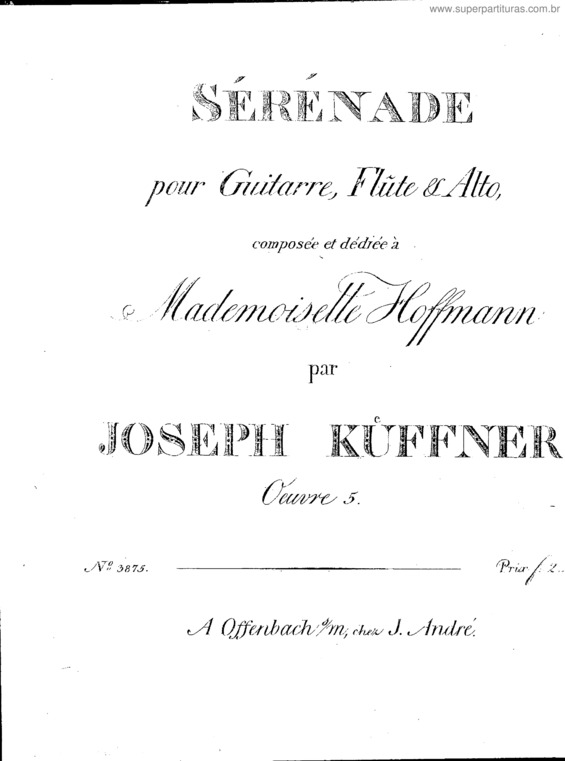 www.superpartituras.com.br
SÉRÉNADE
pour Guitarre, Flûte & Alto,
composée et dédiée à
Mademoiselle Hoffmann
par
JOSEPH KÜFFNER
Oeuvre 5.
Nº 3875.
Prix f. 2..
A Offenbach a/m, chez J. André.